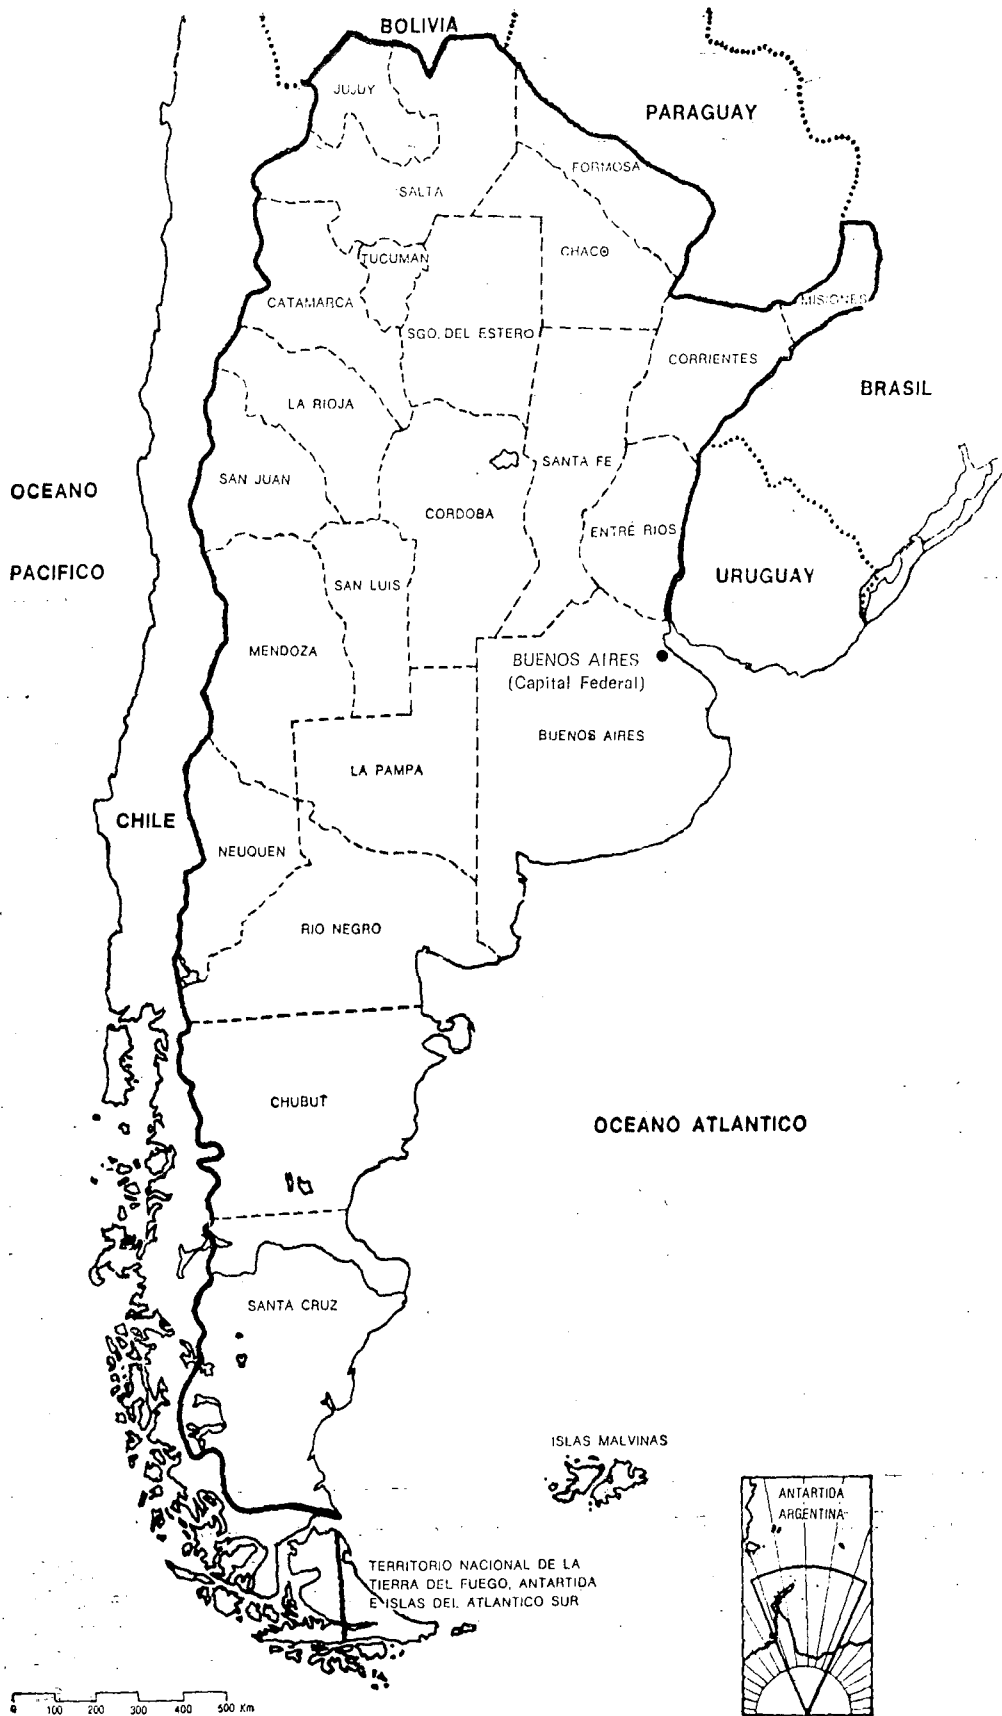 BOLIVIA
JUJUY
PARAGUAY
FORMOSA
SALTA
CHACO
TUCUMAN
CATAMARCA
MISIONES
SGO. DEL ESTERO
CORRIENTES
BRASIL
LA RIOJA
SANTA FE
SAN JUAN
OCEANO
CORDOBA
ENTRE RIOS
PACIFICO
URUGUAY
SAN LUIS
MENDOZA
BUENOS AIRES
(Capital Federal)
BUENOS AIRES
LA PAMPA
CHILE
NEUQUEN
RIO NEGRO
CHUBUT
OCEANO ATLANTICO
SANTA CRUZ
ISLAS MALVINAS
ANTARTIDA
ARGENTINA
TERRITORIO NACIONAL DE LA
TIERRA DEL FUEGO, ANTARTIDA
E ISLAS DEL ATLANTICO SUR
0 100 200 300 400 500 Km